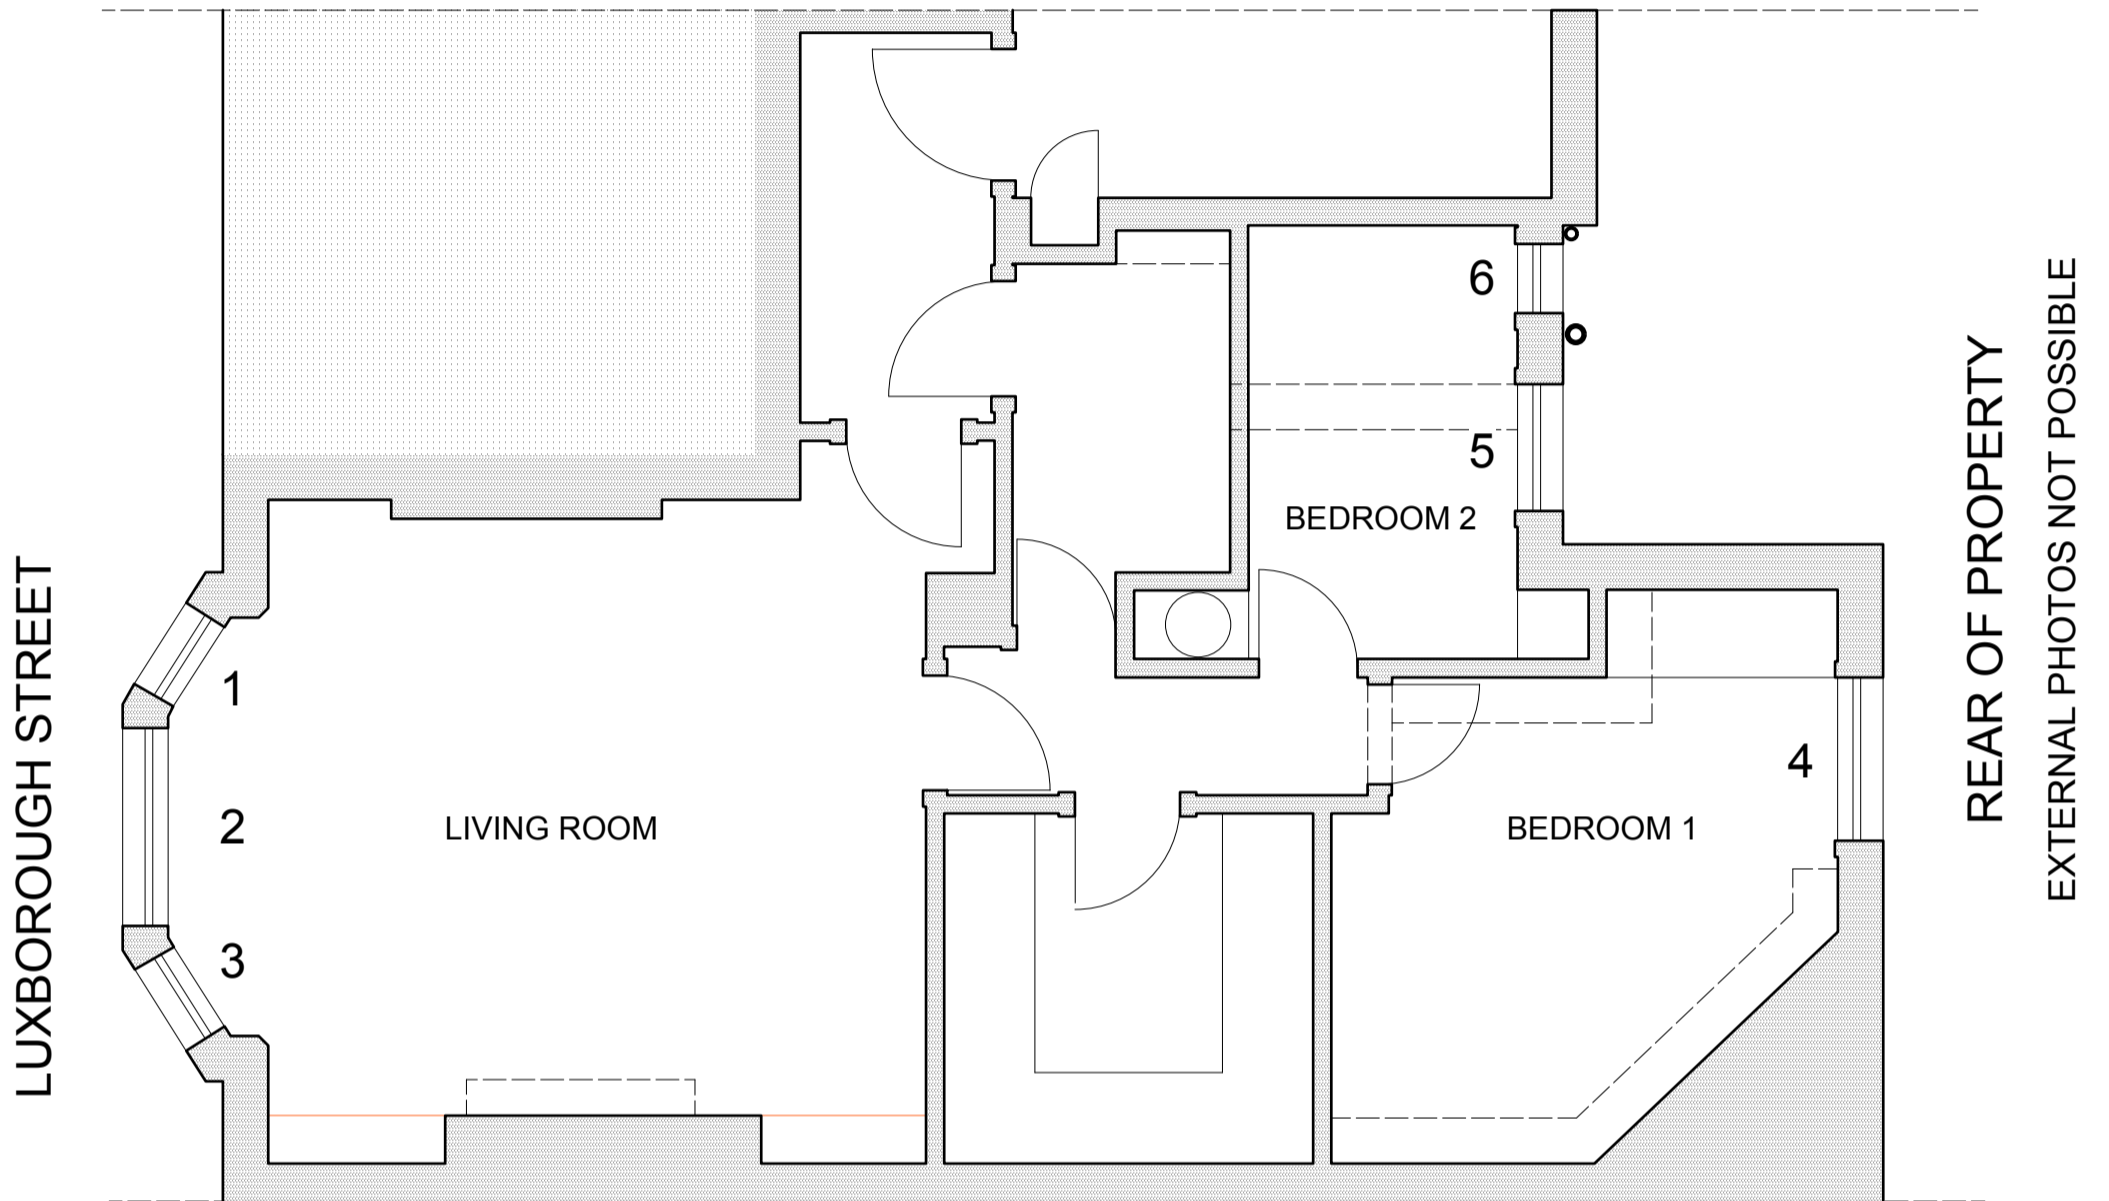 LUXBOROUGH STREET
1
2
3
LIVING ROOM
6
5
BEDROOM 2
4
BEDROOM 1
REAR OF PROPERTY
EXTERNAL PHOTOS NOT POSSIBLE